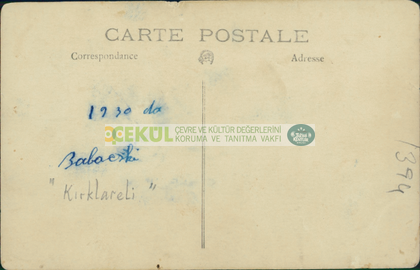 CARTE POSTALE
Correspondance
Adresse
1930 da
ÇEKÜL ÇEVRE VE KÜLTÜR DEĞERLERİNİ
KORUMA VE TANITMA VAKFI
Babaeski
"Kırklareli"
1394